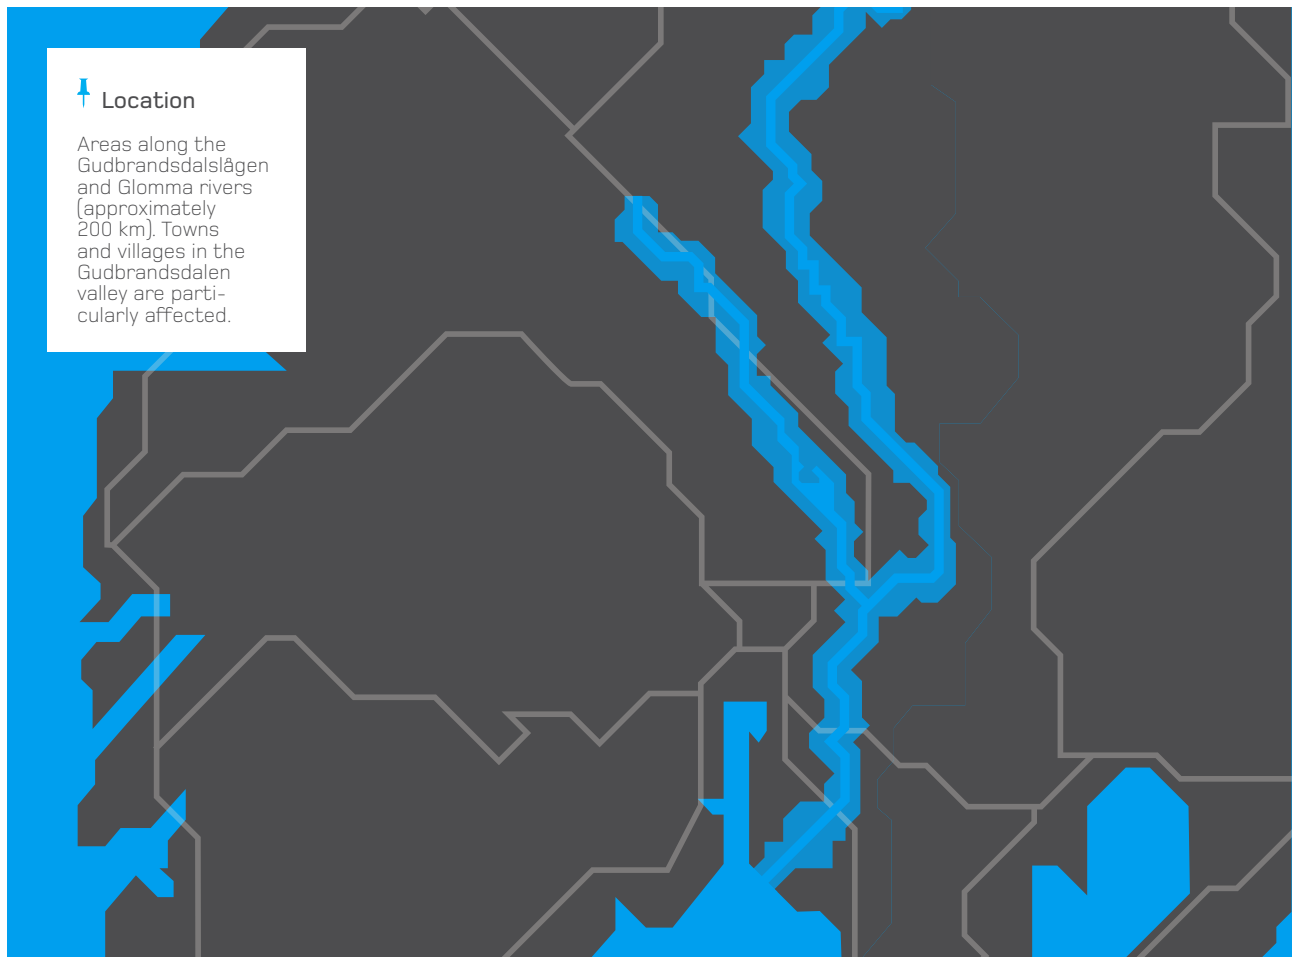 Location
Areas along the
Gudbrandsdalslågen
and Glomma rivers
(approximately
200 km). Towns
and villages in the
Gudbrandsdalen
valley are parti-
cularly affected.